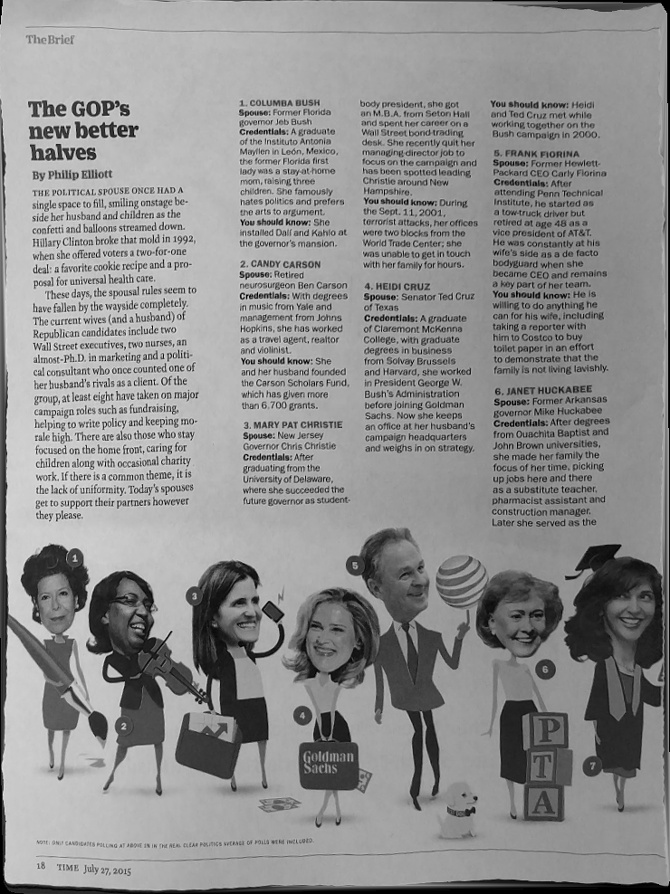 The Brief
The GOP's
new better
halves
By Philip Elliott
THE POLITICAL SPOUSE ONCE HAD A
single space to fill, smiling onstage be-
side her husband and children as the
confetti and balloons streamed down.
Hillary Clinton broke that mold in 1992,
when she offered voters a two-for-one
deal: a favorite cookie recipe and a pro-
posal for universal health care.
These days, the spousal rules seem to
have fallen by the wayside completely.
The current wives (and a husband) of
Republican candidates include two
Wall Street executives, two nurses, an
almost-Ph.D. in marketing and a politi-
cal consultant who once counted one of
her husband's rivals as a client. Of the
group, at least eight have taken on major
campaign roles such as fundraising,
helping to write policy and keeping mo-
rale high. There are also those who stay
focused on the home front, caring for
children along with occasional charity
work. If there is a common theme, it is
the lack of uniformity. Today's spouses
get to support their partners however
they please.
1. COLUMBA BUSH
Spouse: Former Florida
governor Jeb Bush
Credentials: A graduate
of the Instituto Antonia
Mayllen in León, Mexico,
the former Florida first
lady was a stay-at-home
mom, raising three
children. She famously
hates politics and prefers
the arts to argument.
You should know: She
installed Dalí and Kahlo at
the governor's mansion.
2. CANDY CARSON
Spouse: Retired
neurosurgeon Ben Carson
Credentials: With degrees
in music from Yale and
management from Johns
Hopkins, she has worked
as a travel agent, realtor
and violinist.
You should know: She
and her husband founded
the Carson Scholars Fund,
which has given more
than 6,700 grants.
3. MARY PAT CHRISTIE
Spouse: New Jersey
Governor Chris Christie
Credentials: After
graduating from the
University of Delaware,
where she succeeded the
future governor as student-
body president, she got
an M.B.A. from Seton Hall
and spent her career on a
Wall Street bond-trading
desk. She recently quit her
managing-director job to
focus on the campaign and
has been spotted leading
Christie around New
Hampshire.
You should know: During
the Sept. 11, 2001,
terrorist attacks, her offices
were two blocks from the
World Trade Center; she
was unable to get in touch
with her family for hours.
4. HEIDI CRUZ
Spouse: Senator Ted Cruz
of Texas
Credentials: A graduate
of Claremont McKenna
College, with graduate
degrees in business
from Solvay Brussels
and Harvard, she worked
in President George W.
Bush's Administration
before joining Goldman
Sachs. Now she keeps
an office at her husband's
campaign headquarters
and weighs in on strategy.
You should know: Heidi
and Ted Cruz met while
working together on the
Bush campaign in 2000.
5. FRANK FIORINA
Spouse: Former Hewlett-
Packard CEO Carly Fiorina
Credentials: After
attending Penn Technical
Institute, he started as
a tow-truck driver but
retired at age 48 as a
vice president of AT&T.
He was constantly at his
wife's side as a de facto
bodyguard when she
became CEO and remains
a key part of her team.
You should know: He is
willing to do anything he
can for his wife, including
taking a reporter with
him to Costco to buy
toilet paper in an effort
to demonstrate that the
family is not living lavishly.
6. JANET HUCKABEE
Spouse: Former Arkansas
governor Mike Huckabee
Credentials: After degrees
from Ouachita Baptist and
John Brown universities,
she made her family the
focus of her time, picking
up jobs here and there
as a substitute teacher,
pharmacist assistant and
construction manager.
Later she served as the
1
2
3
4
5
6
7
Goldman
Sachs
P
T
A
NOTE: ONLY CANDIDATES POLLING AT ABOVE IN THE REAL CLEAR POLITICS AVERAGE OF POLLS WERE INCLUDED.
18 TIME July 27, 2015